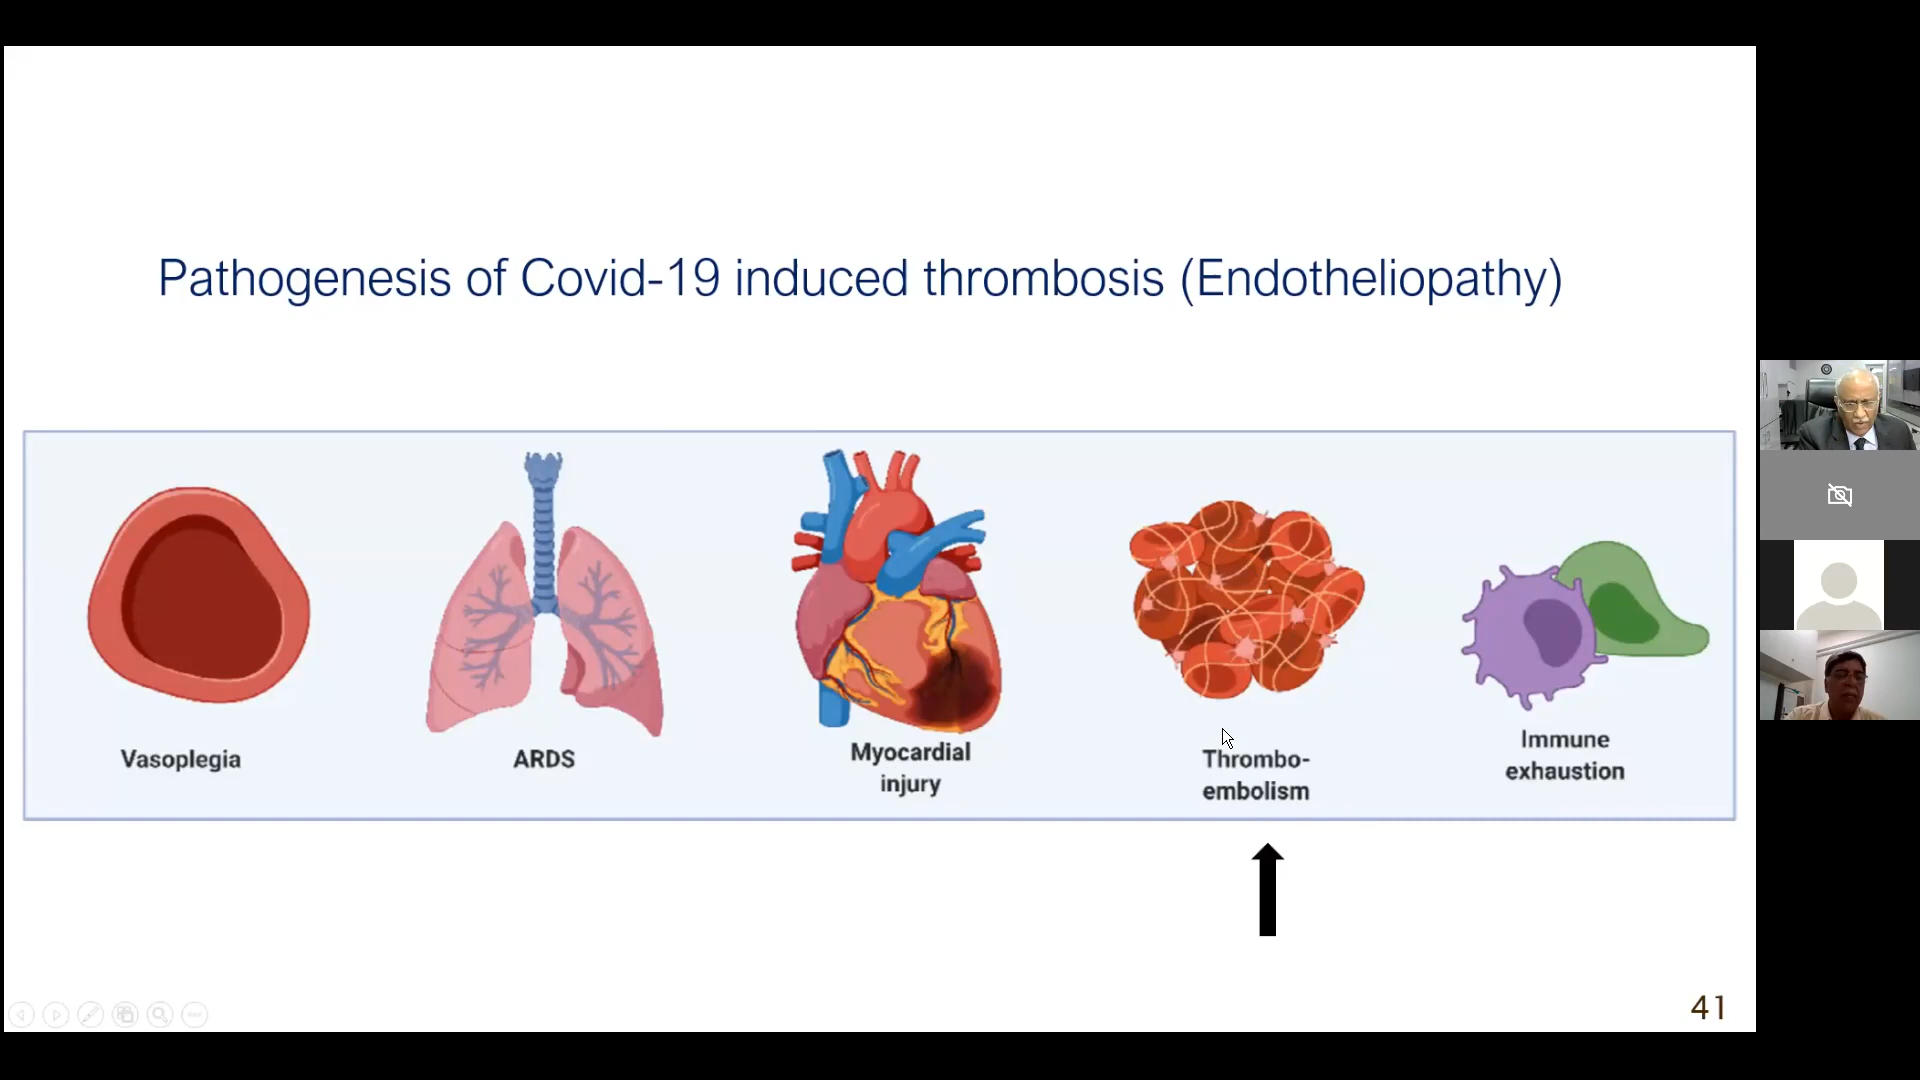 Pathogenesis of Covid-19 induced thrombosis (Endotheliopathy)
Vasoplegia
ARDS
Myocardial
injury
Thrombo-
embolism
Immune
exhaustion
41